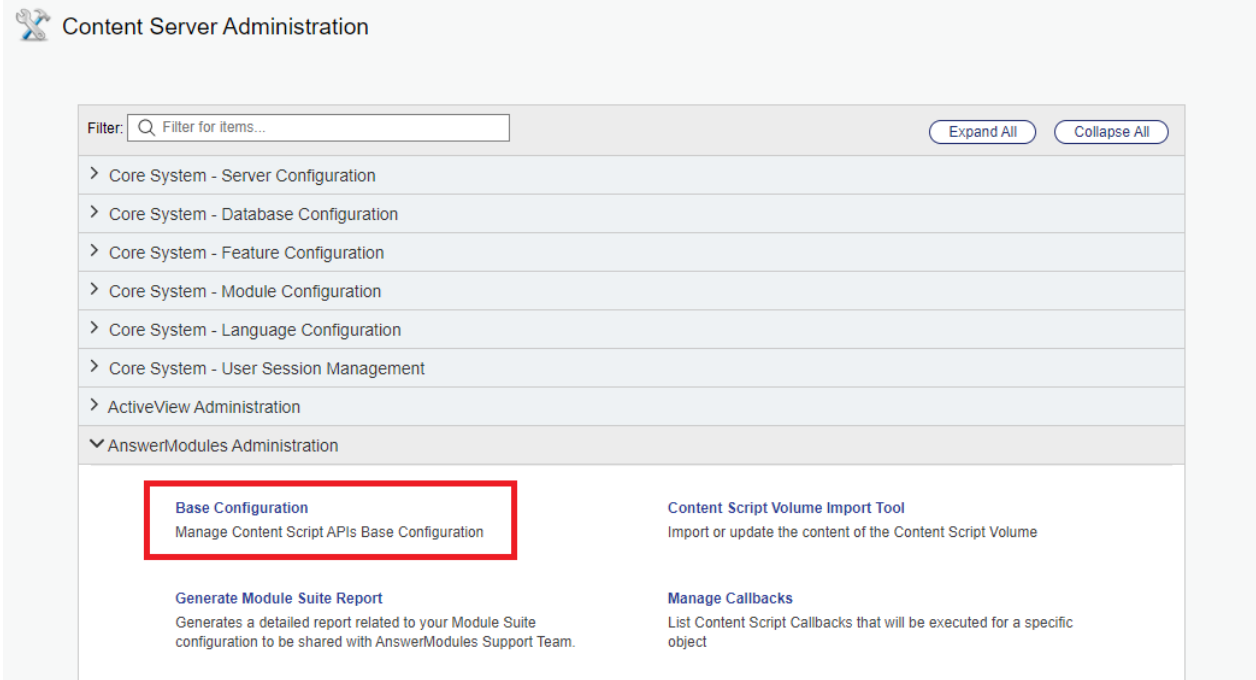 Content Server Administration
Filter: Filter for items...
Expand All
Collapse All
Core System - Server Configuration
Core System - Database Configuration
Core System - Feature Configuration
Core System - Module Configuration
Core System - Language Configuration
Core System - User Session Management
ActiveView Administration
AnswerModules Administration
Base Configuration
Manage Content Script APIs Base Configuration
Content Script Volume Import Tool
Import or update the content of the Content Script Volume
Generate Module Suite Report
Generates a detailed report related to your Module Suite
configuration to be shared with AnswerModules Support Team.
Manage Callbacks
List Content Script Callbacks that will be executed for a specific
object